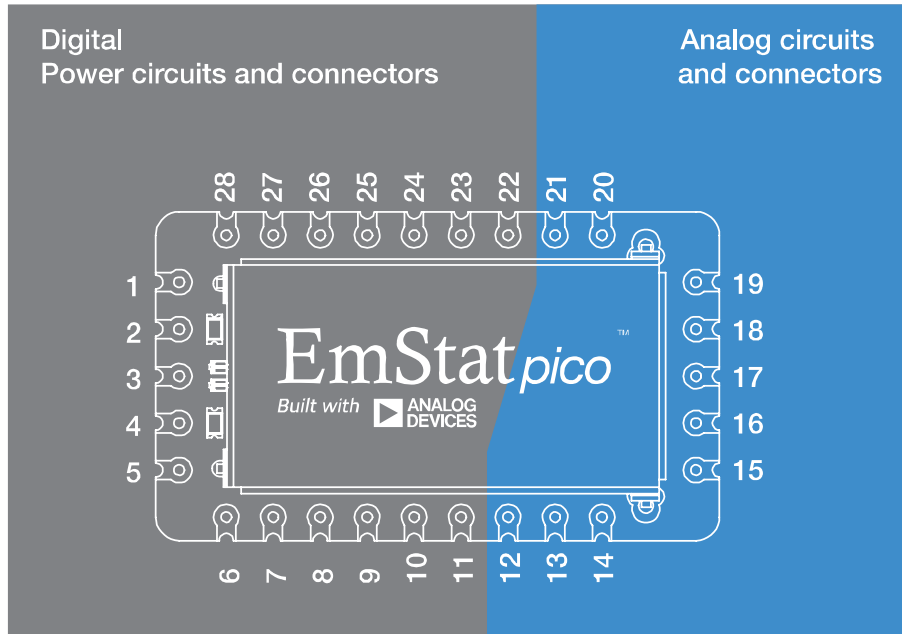 Digital
Power circuits and connectors
Analog circuits
and connectors
28 27 26 25 24 23 22 21 20
1
2
3
4
5
19
18
17
16
15
EmStat pico ™
Built with ANALOG
DEVICES
6 7 8 9 10 11 12 13 14